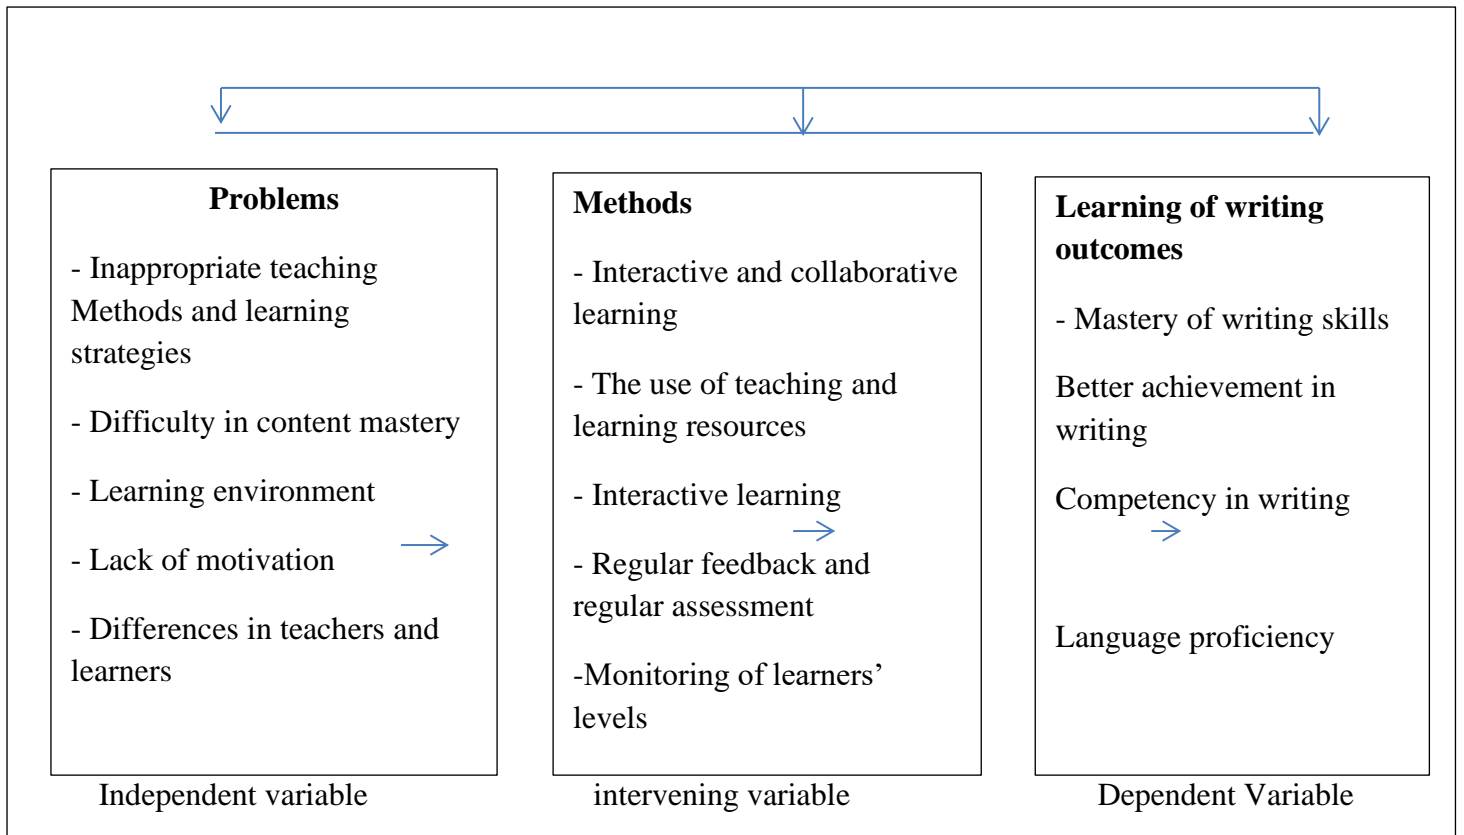 Problems
- Inappropriate teaching
Methods and learning
strategies
- Difficulty in content mastery
- Learning environment
- Lack of motivation
- Differences in teachers and
learners
Independent variable
Methods
- Interactive and collaborative
learning
- The use of teaching and
learning resources
- Interactive learning
- Regular feedback and
regular assessment
-Monitoring of learners’
levels
intervening variable
Learning of writing
outcomes
- Mastery of writing skills
Better achievement in
writing
Competency in writing
Language proficiency
Dependent Variable